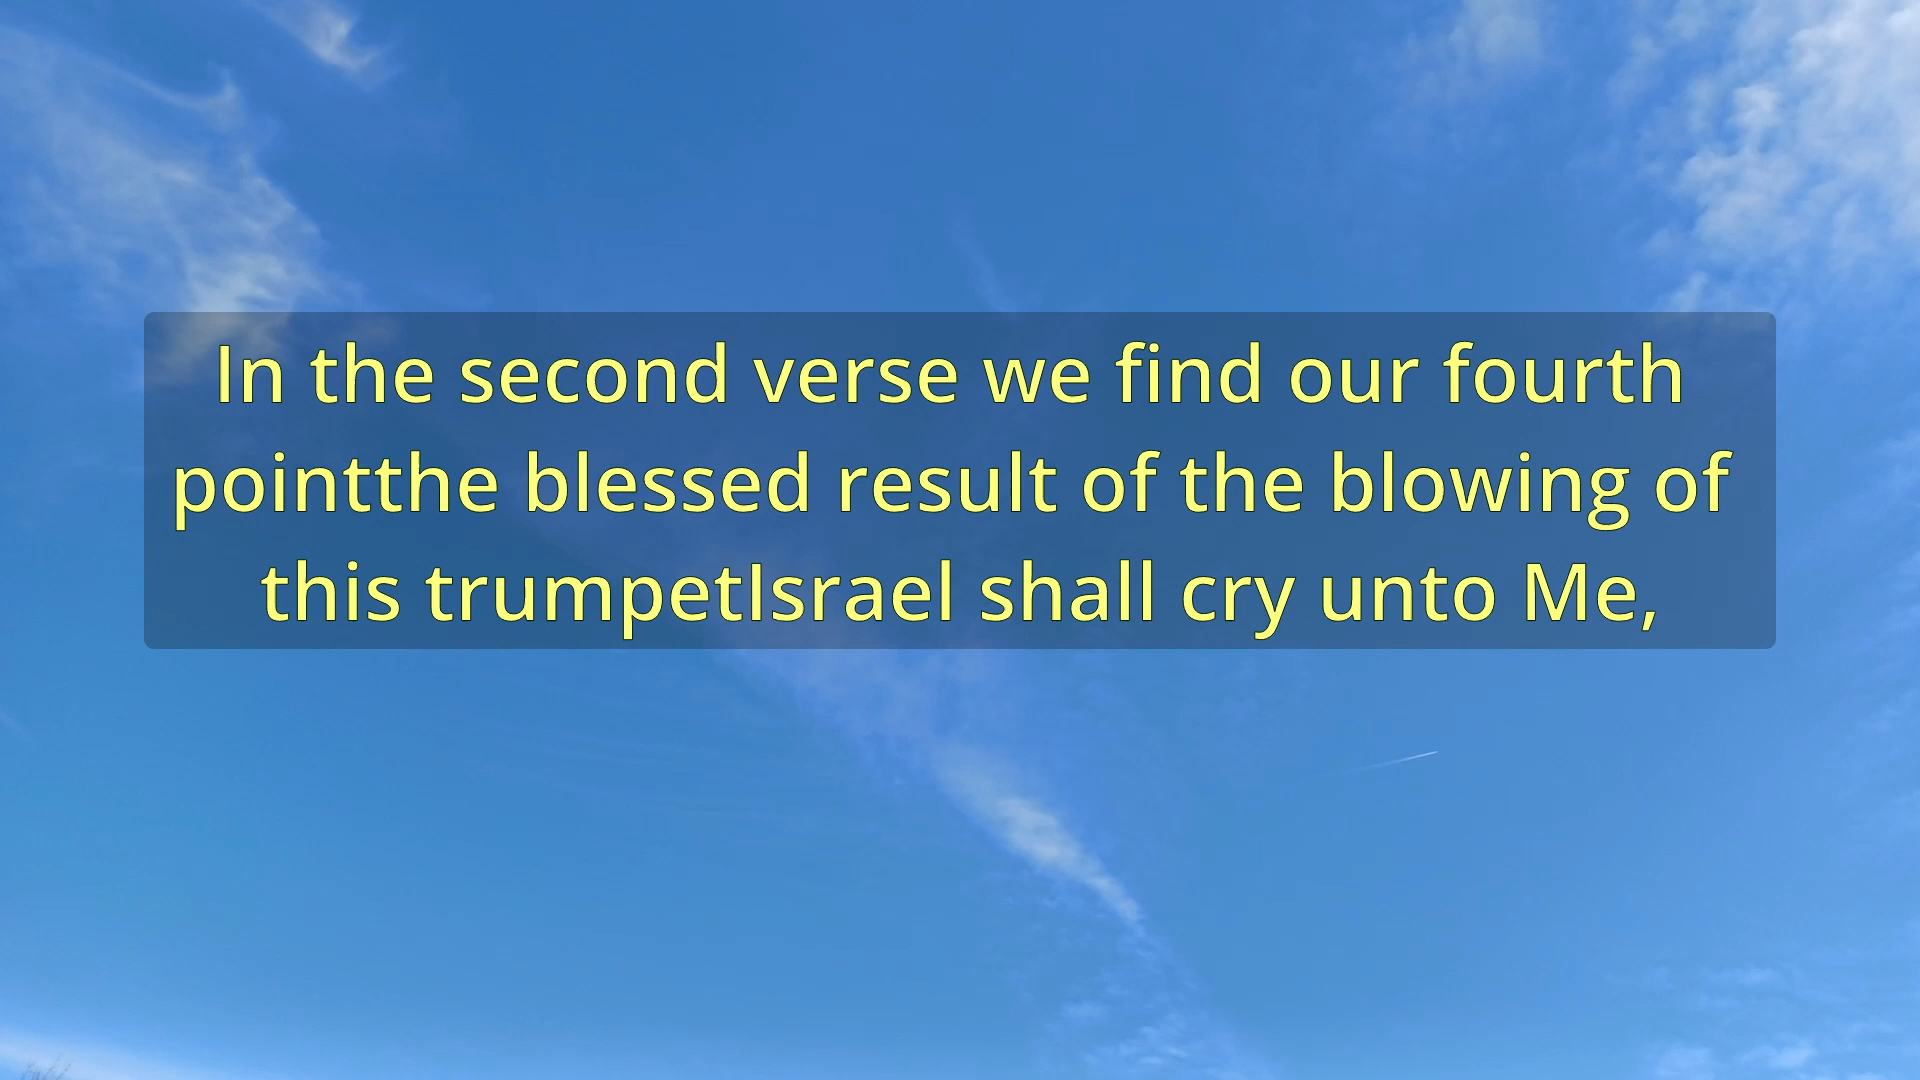 In the second verse we find our fourth
pointthe blessed result of the blowing of
this trumpetIsrael shall cry unto Me,